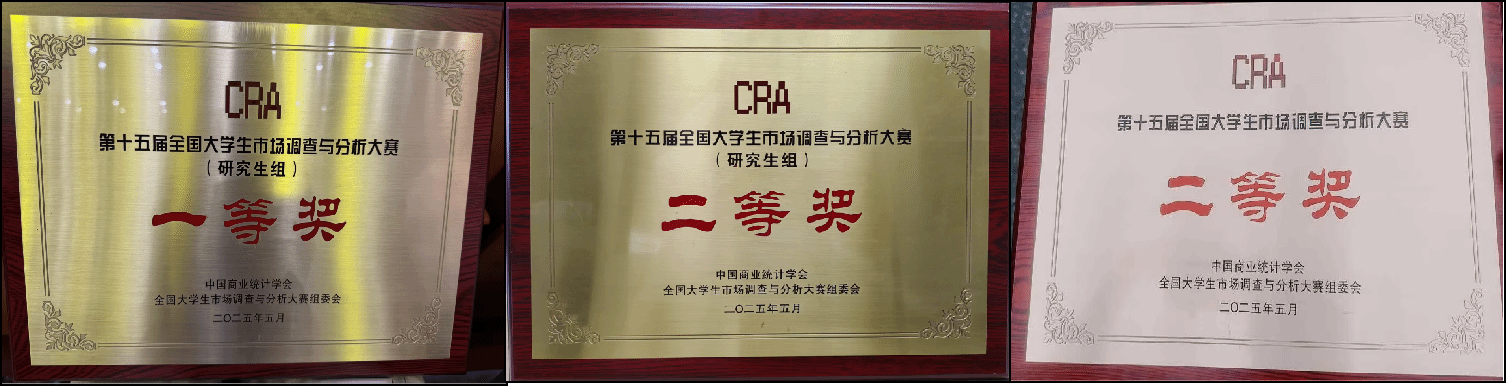 CRA
第十五届全国大学生市场调查与分析大赛
（研究生组）
一等奖
中国商业统计学会
全国大学生市场调查与分析大赛组委会
二〇二五年五月
CRA
第十五届全国大学生市场调查与分析大赛
（研究生组）
二等奖
中国商业统计学会
全国大学生市场调查与分析大赛组委会
二〇二五年五月
CRA
第十五届全国大学生市场调查与分析大赛
二等奖
中国商业统计学会
全国大学生市场调查与分析大赛组委会
二〇二五年五月